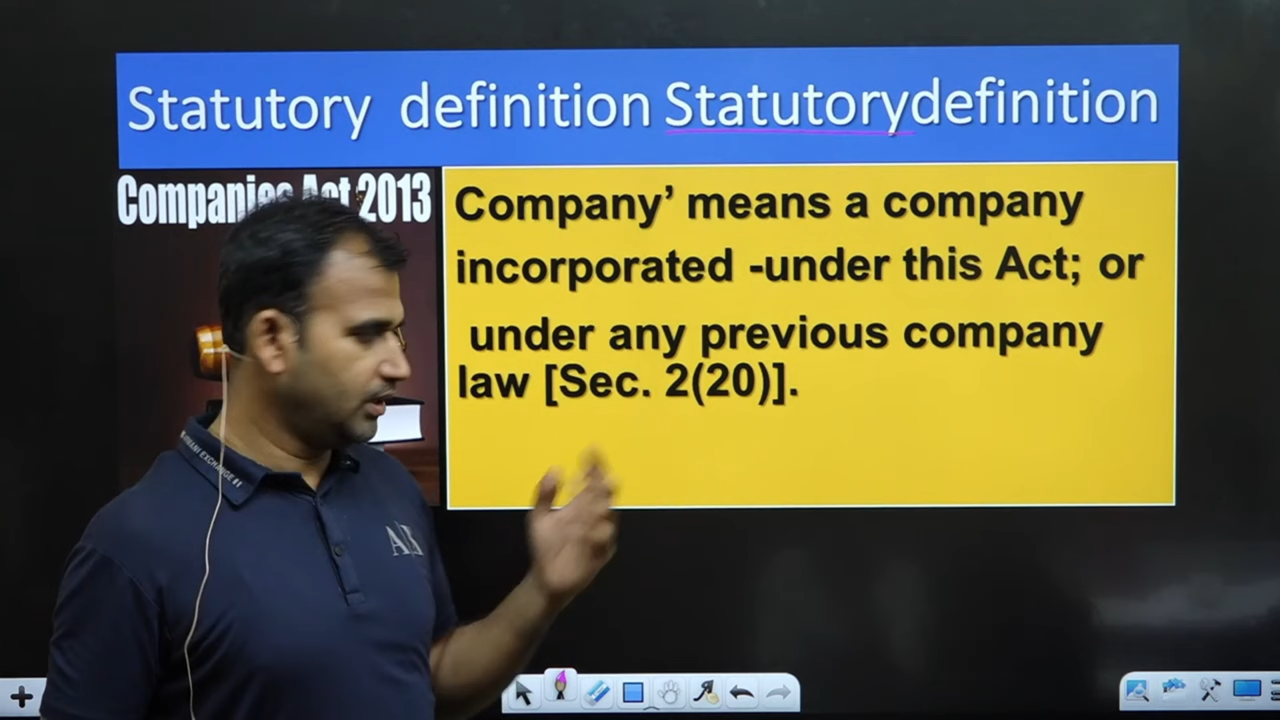 Statutory definition Statutorydefinition
Companies Act 2013
Company’ means a company
incorporated -under this Act; or
under any previous company
law [Sec. 2(20)].
EXCHANGE